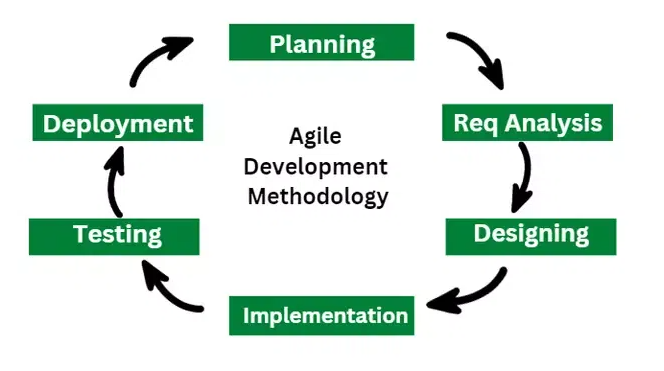 Planning
Deployment
Req Analysis
Agile
Development
Methodology
Testing
Designing
Implementation